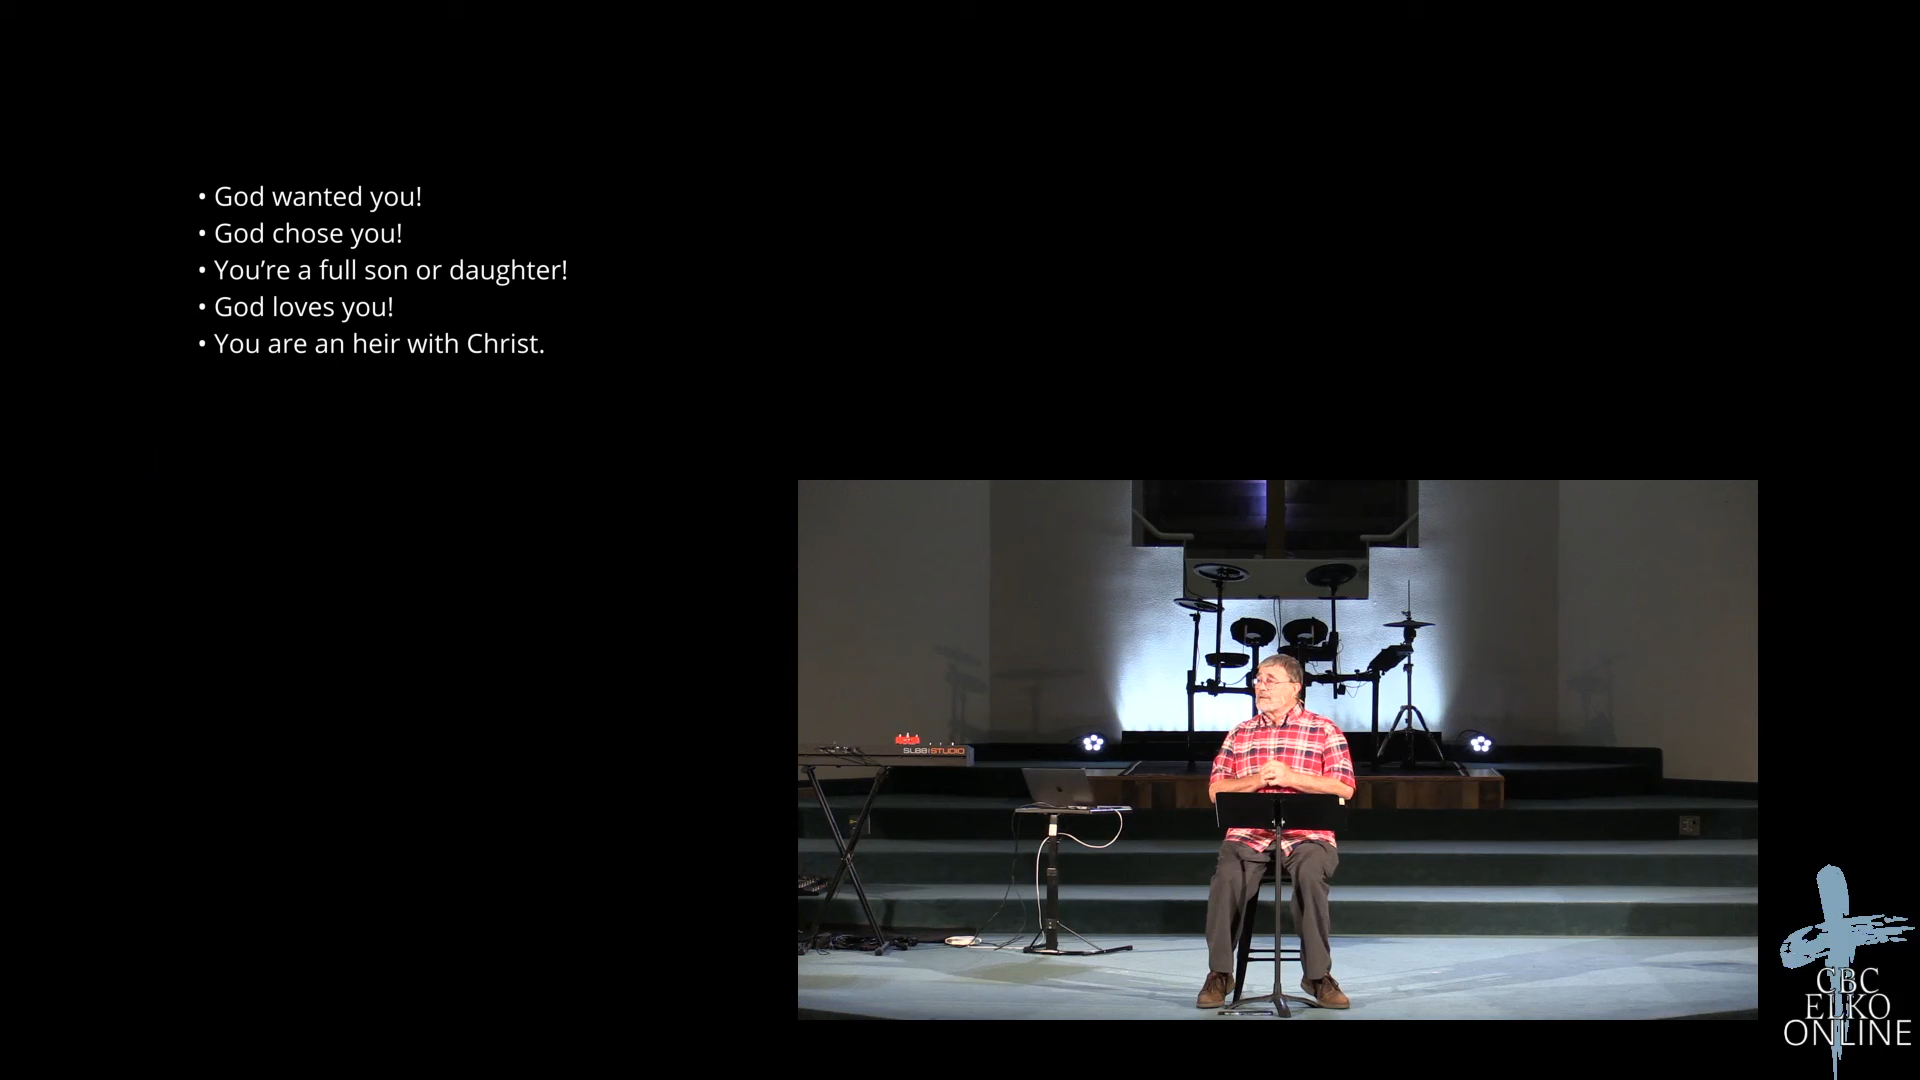 • God wanted you!
• God chose you!
• You’re a full son or daughter!
• God loves you!
• You are an heir with Christ.
SL88 STUDIO
CBC
ELKO
ONLINE